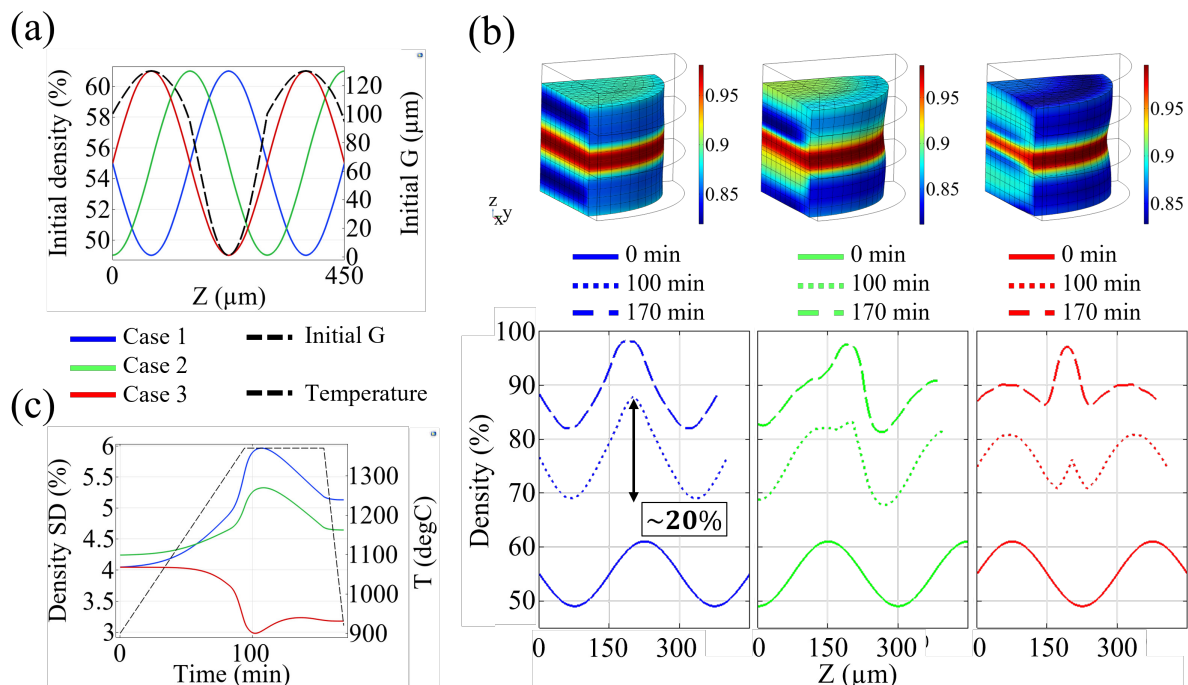 (a)
Initial density (%)
60
58
56
54
52
50
120
100
80
60
40
20
0
Initial G (µm)
0
450
Z (µm)
Case 1
Case 2
Case 3
Initial G
Temperature
(b)
0.95
0.9
0.85
0.95
0.9
0.85
0.95
0.9
0.85
z
x y
0 min
100 min
170 min
0 min
100 min
170 min
0 min
100 min
170 min
Density (%)
100
90
80
70
60
50
~20%
0
150
300
0
150
300
0
150
300
Z (µm)
(c)
Density SD (%)
6
5.5
5
4.5
4
3.5
3
1300
1200
1100
1000
900
T (degC)
0
100
Time (min)